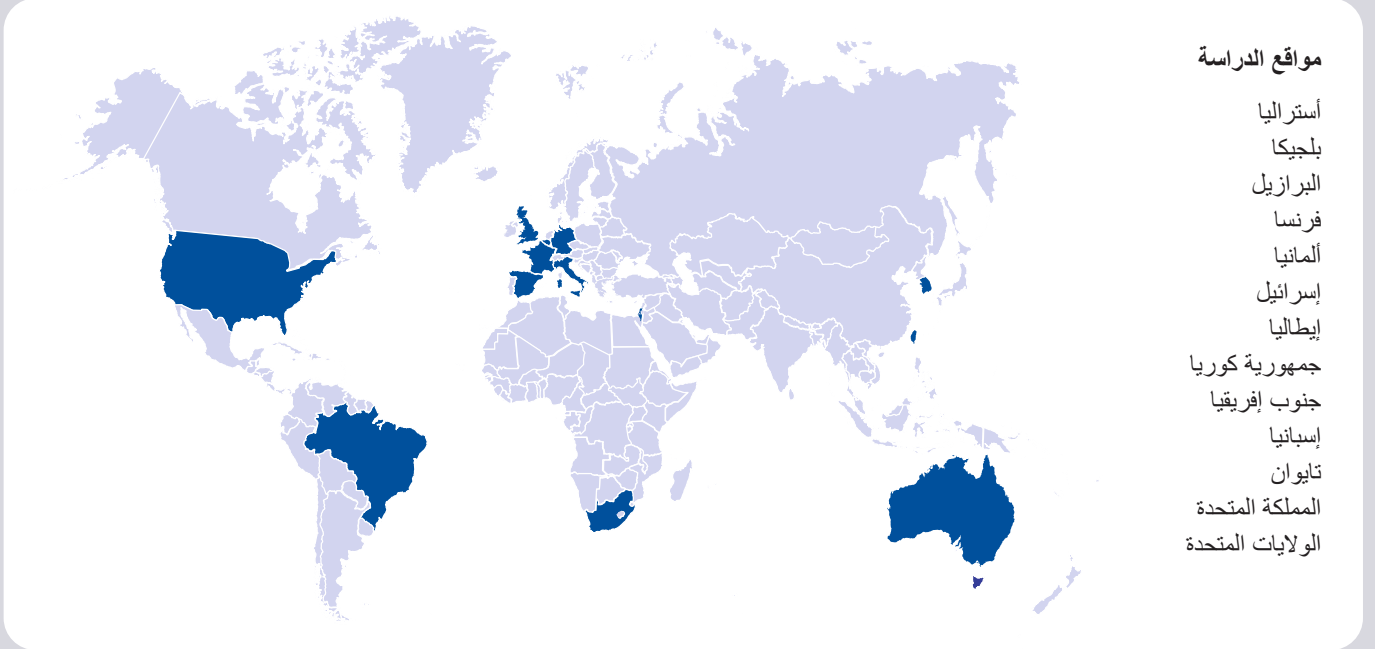 مواقع الدراسة
أستراليا
بلجيكا
البرازيل
فرنسا
ألمانيا
إسرائيل
إيطاليا
جمهورية كوريا
جنوب إفريقيا
إسبانيا
تايوان
المملكة المتحدة
الولايات المتحدة